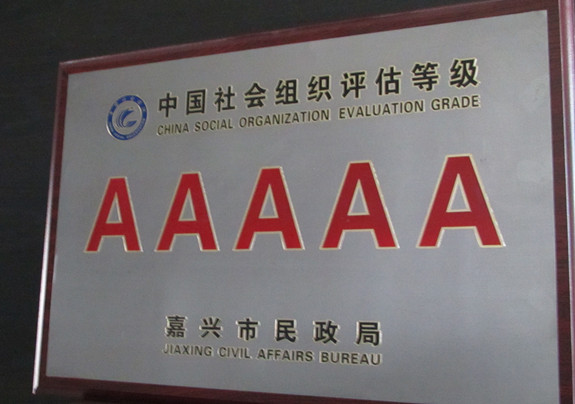 中国社会组织评估等级
CHINA SOCIAL ORGANIZATION EVALUATION GRADE
AAAAA
嘉兴市民政局
JIAXING CIVIL AFFAIRS BUREAU